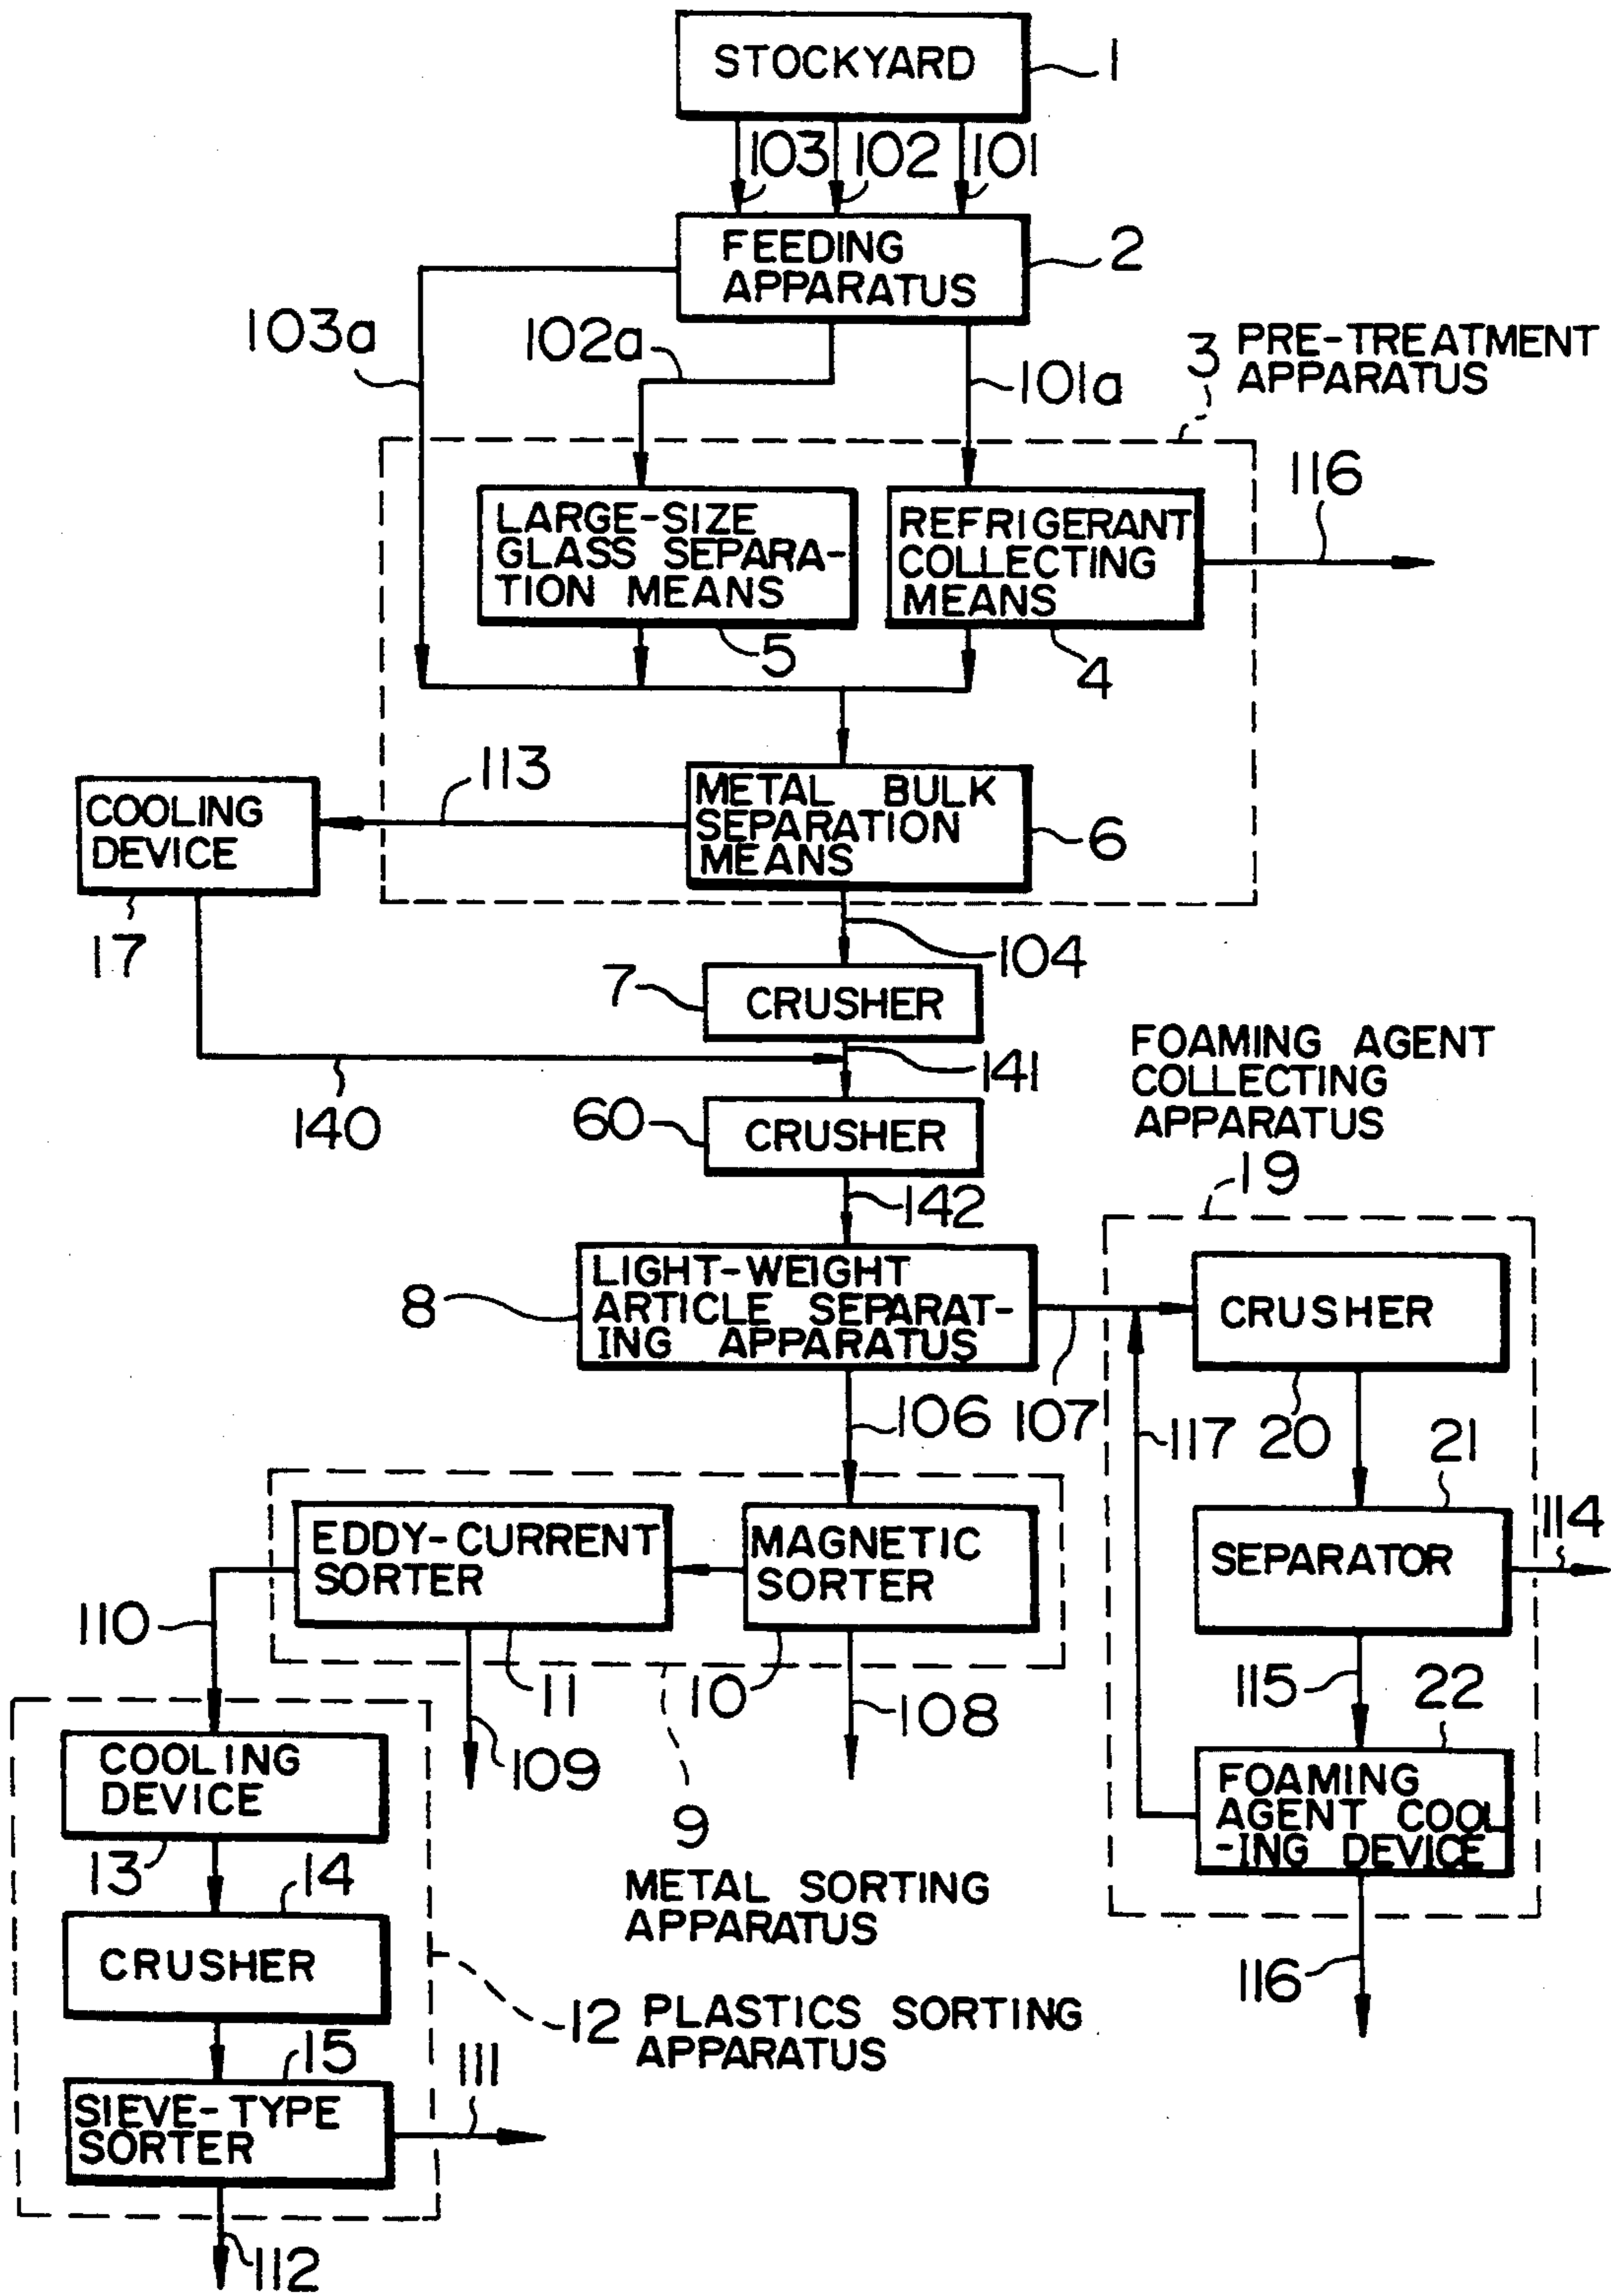 STOCKYARD
1
103
102
101
FEEDING
APPARATUS
2
103a
102a
101a
3
PRE-TREATMENT
APPARATUS
LARGE-SIZE
GLASS SEPARA-
TION MEANS
5
REFRIGERANT
COLLECTING
MEANS
4
116
113
COOLING
DEVICE
17
METAL BULK
SEPARATION
MEANS
6
104
7
CRUSHER
141
140
60
CRUSHER
142
FOAMING AGENT
COLLECTING
APPARATUS
19
8
LIGHT-WEIGHT
ARTICLE SEPARAT-
ING APPARATUS
107
CRUSHER
20
106
117
21
EDDY-CURRENT
SORTER
11
MAGNETIC
SORTER
10
SEPARATOR
114
110
109
108
115
22
9
METAL SORTING
APPARATUS
FOAMING
AGENT COOL
-ING DEVICE
116
COOLING
DEVICE
13
14
CRUSHER
12 PLASTICS SORTING
APPARATUS
15
SIEVE-TYPE
SORTER
111
112